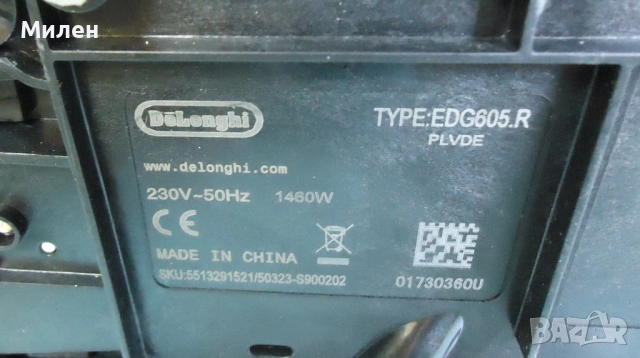 Милен
DeLonghi
TYPE:EDG605.R
PLVDE
www.delonghi.com
230V~50Hz 1460W
CE
MADE IN CHINA
SKU:5513291521/50323-S900202
01730360U
BAZAR